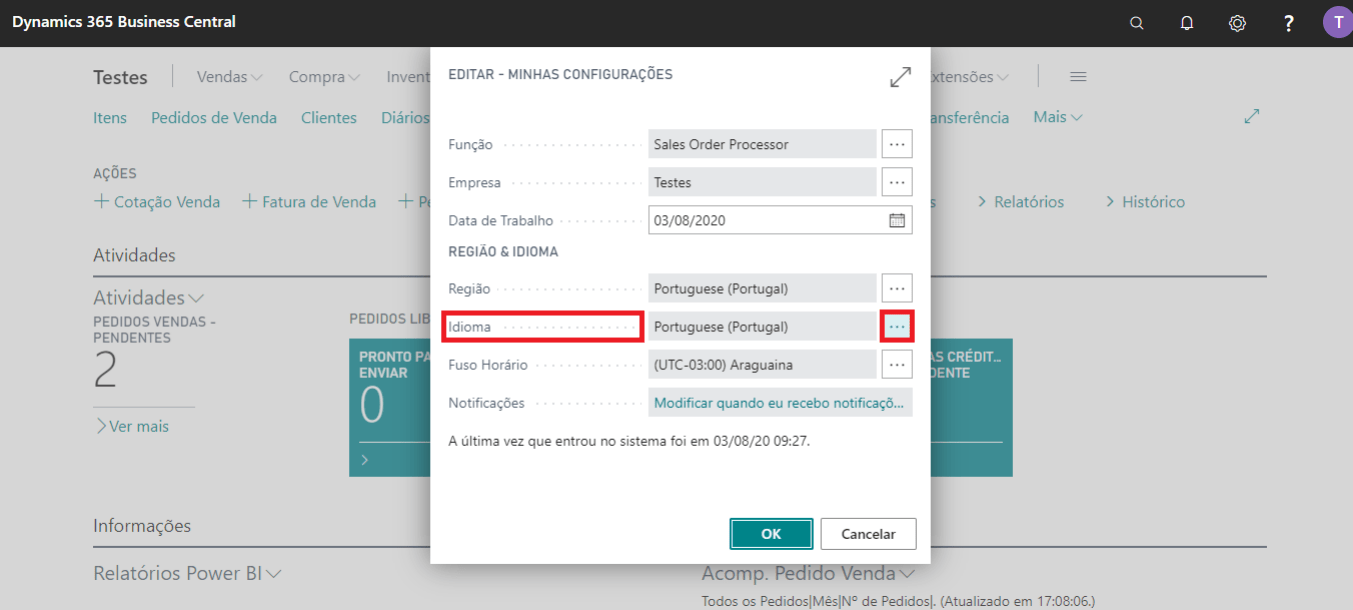 Dynamics 365 Business Central
?
T
Testes
Vendas
Compra
Invent
xtensões
Itens
Pedidos de Venda
Clientes
Diários
ansferência
Mais
AÇÕES
+ Cotação Venda
+ Fatura de Venda
+ Pe
s
> Relatórios
> Histórico
Atividades
Atividades
PEDIDOS VENDAS -
PENDENTES
2
>Ver mais
PEDIDOS LIB
PRONTO PA
ENVIAR
0
>
AS CRÉDIT...
DENTE
EDITAR - MINHAS CONFIGURAÇÕES
Função
Sales Order Processor
...
Empresa
Testes
...
Data de Trabalho
03/08/2020
REGIÃO & IDIOMA
Região
Portuguese (Portugal)
...
Idioma
Portuguese (Portugal)
...
Fuso Horário
(UTC-03:00) Araguaina
...
Notificações
Modificar quando eu recebo notificaçõ...
A última vez que entrou no sistema foi em 03/08/20 09:27.
OK
Cancelar
Informações
Relatórios Power BI
Acomp. Pedido Venda
Todos os Pedidos|Mês|Nº de Pedidos|. (Atualizado em 17:08:06.)